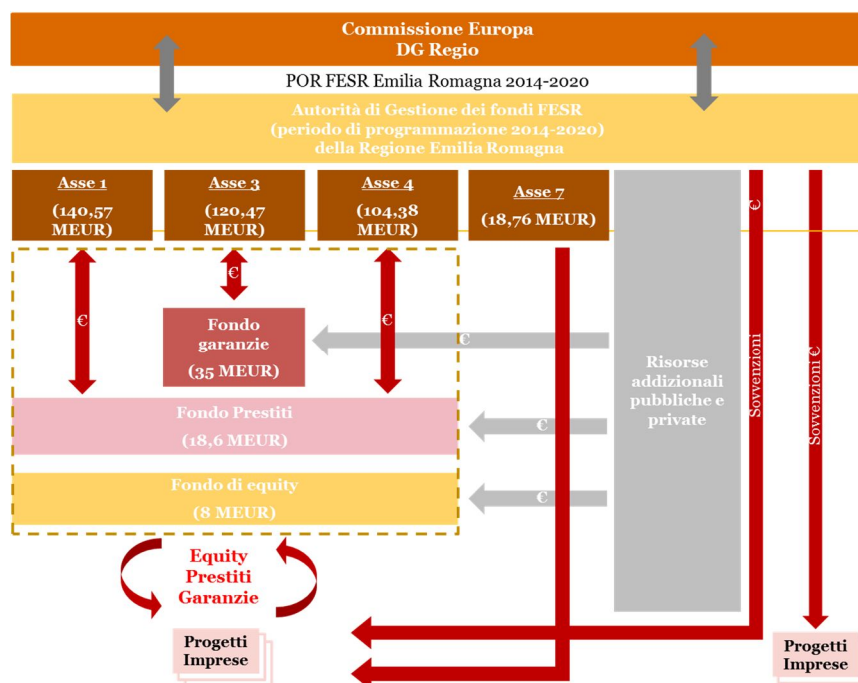 Commissione Europa
DG Regio
POR FESR Emilia Romagna 2014-2020
Autorità di Gestione dei fondi FESR
(periodo di programmazione 2014-2020)
della Regione Emilia Romagna
Asse 1
(140,57
MEUR)
Asse 3
(120,47
MEUR)
Asse 4
(104,38
MEUR)
Asse 7
(18,76 MEUR)
€
€
€
€
Fondo
garanzie
(35 MEUR)
€
Risorse
addizionali
pubbliche e
private
Sovvenzioni
Sovvenzioni €
Fondo Prestiti
(18,6 MEUR)
€
Fondo di equity
(8 MEUR)
€
Equity
Prestiti
Garanzie
Progetti
Imprese
Progetti
Imprese